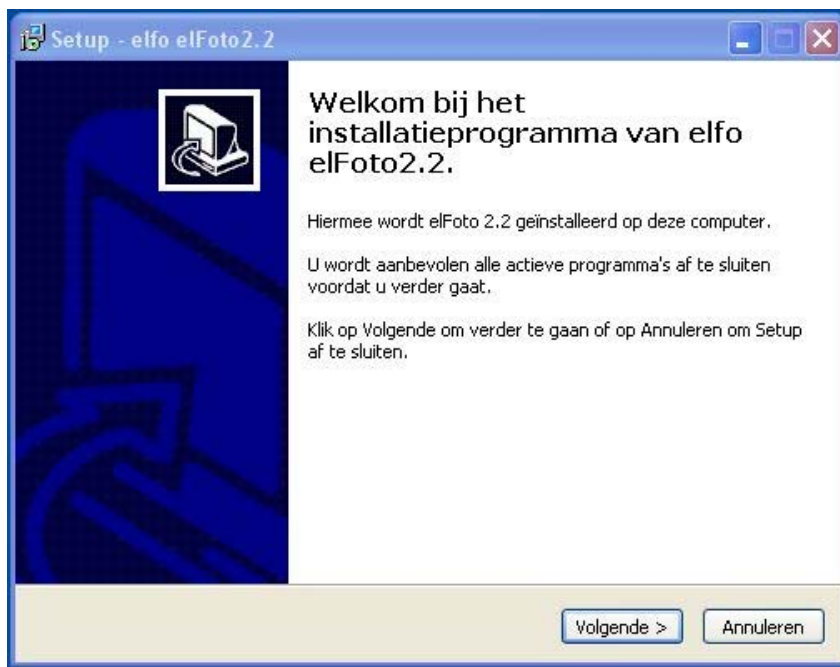 Setup - elfo elFoto2.2
Welkom bij het
installatieprogramma van elfo
elFoto2.2.
Hiermee wordt elFoto 2.2 geïnstalleerd op deze computer.
U wordt aanbevolen alle actieve programma's af te sluiten
voordat u verder gaat.
Klik op Volgende om verder te gaan of op Annuleren om Setup
af te sluiten.
Volgende >
Annuleren